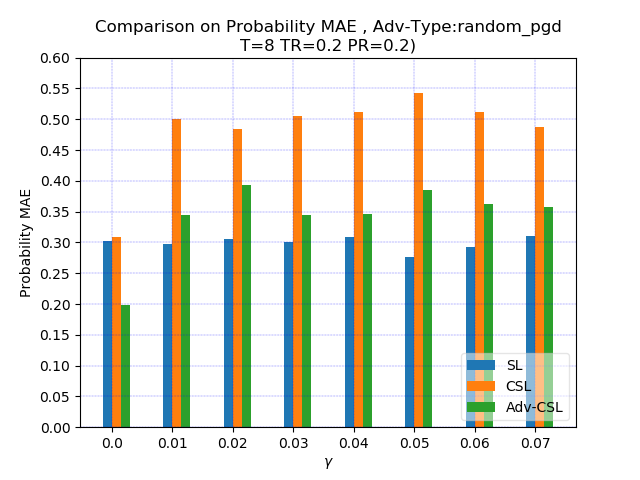 Comparison on Probability MAE , Adv-Type:random_pgd
T=8 TR=0.2 PR=0.2)
0.60
0.55
0.50
0.45
0.40
0.35
0.30
0.25
0.20
0.15
0.10
0.05
0.00
Probability MAE
SL
CSL
Adv-CSL
0.0 0.01 0.02 0.03 0.04 0.05 0.06 0.07
γ